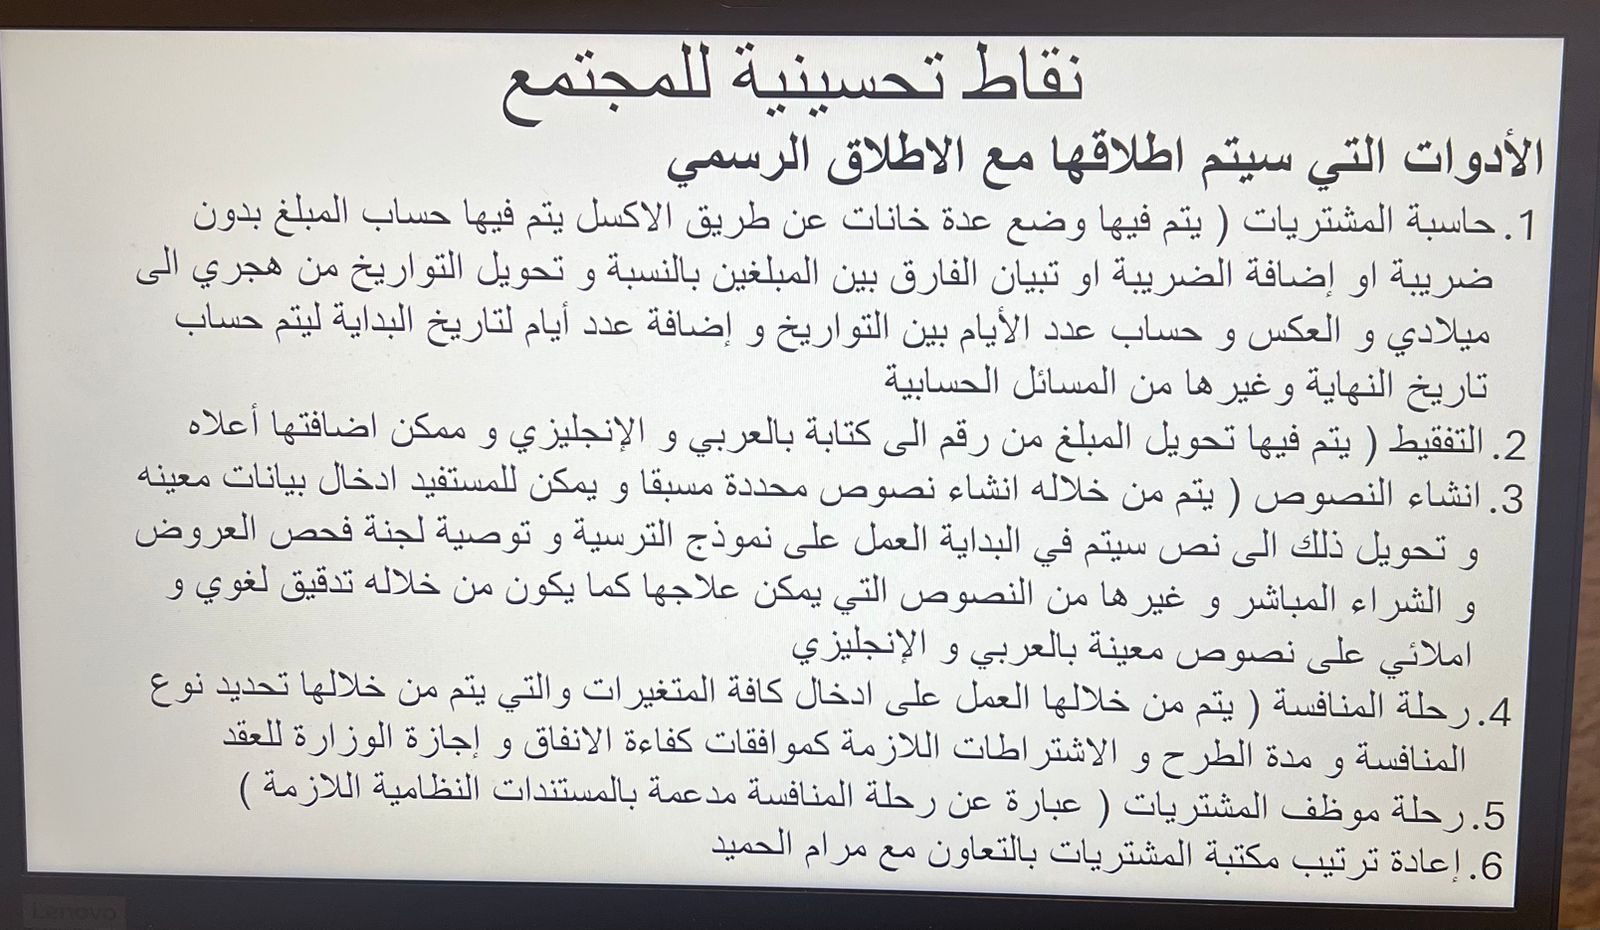 نقاط تحسينية للمجتمع
الأدوات التي سيتم اطلاقها مع الاطلاق الرسمي
1. حاسبة المشتريات ( يتم فيها وضع عدة خانات عن طريق الاكسل يتم فيها حساب المبلغ بدون
ضريبة او إضافة الضريبة او تبيان الفارق بين المبلغين بالنسبة و تحويل التواريخ من هجري الى
ميلادي و العكس و حساب عدد الأيام بين التواريخ و إضافة عدد أيام لتاريخ البداية ليتم حساب
تاريخ النهاية وغيرها من المسائل الحسابية
2. التفقيط ( يتم فيها تحويل المبلغ من رقم الى كتابة بالعربي و الإنجليزي و ممكن اضافتها أعلاه
3. انشاء النصوص ( يتم من خلاله انشاء نصوص محددة مسبقا و يمكن للمستفيد ادخال بيانات معينه
و تحويل ذلك الى نص سيتم في البداية العمل على نموذج الترسية و توصية لجنة فحص العروض
و الشراء المباشر و غيرها من النصوص التي يمكن علاجها كما يكون من خلاله تدقيق لغوي و
املائي على نصوص معينة بالعربي و الإنجليزي
4. رحلة المنافسة ( يتم من خلالها العمل على ادخال كافة المتغيرات والتي يتم من خلالها تحديد نوع
المنافسة و مدة الطرح و الاشتراطات اللازمة كموافقات كفاءة الانفاق و إجازة الوزارة للعقد
5. رحلة موظف المشتريات ( عبارة عن رحلة المنافسة مدعمة بالمستندات النظامية اللازمة )
6. إعادة ترتيب مكتبة المشتريات بالتعاون مع مرام الحميد
Lenovo